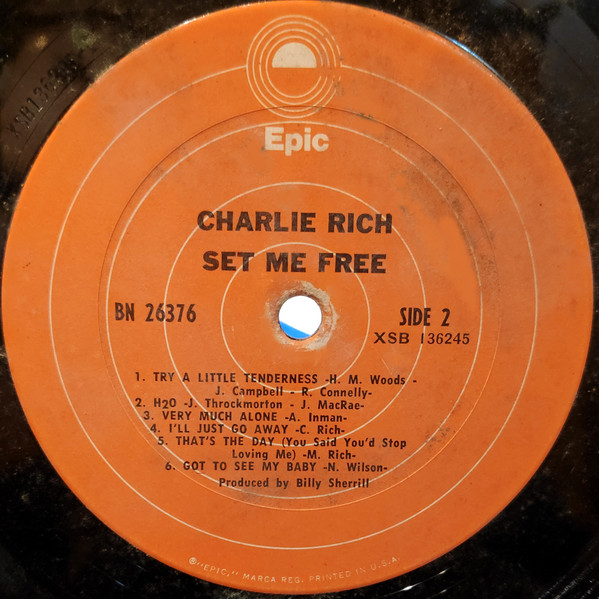 Epic
CHARLIE RICH
SET ME FREE
BN 26376
SIDE 2
XSB 136245
1. TRY A LITTLE TENDERNESS -H. M. Woods -
J. Campbell - R. Connelly-
2. H2O -J. Throckmorton - J. MacRae-
3. VERY MUCH ALONE -A. Inman-
4. I'LL JUST GO AWAY -C. Rich-
5. THAT'S THE DAY (You Said You'd Stop
Loving Me) -M. Rich-
6. GOT TO SEE MY BABY -N. Wilson-
Produced by Billy Sherrill
®"EPIC," MARCA REG. PRINTED IN U.S.A.